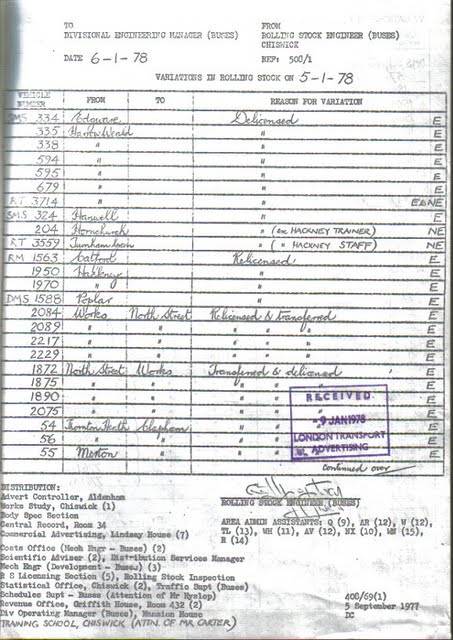 TO FROM
DIVISIONAL ENGINEERING MANAGER (BUSES) ROLLING STOCK ENGINEER (BUSES)
CHISWICK
DATE 6-1-78 REF: 500/1
VARIATIONS IN ROLLING STOCK ON 5-1-78
VEHICLE NUMBER FROM TO REASON FOR VARIATION
SMS 334 Edgware Delicensed E
335 Harrow Weald " E
338 " " E
594 " " E
595 " " E
679 " " E
RT 3714 " " E&NE
SMS 324 Hanwell " E
204 Hornchurch " (ex HACKNEY TRAINER) NE
RT 3559 Turnham Green " ( " HACKNEY STAFF) NE
RM 1563 Catford Relicensed E
1950 Hackney " E
1970 " " E
DMS 1588 Poplar " E
2084 Works North Street Relicensed & transferred E
2089 " " " " " E
2217 " " " " " E
2229 " " " " " E
1872 North Street Works Transferred & delicensed E
1875 " " " " " E
1890 " " " " " E
2075 " " " " E
54 Thornton Heath Clapham E
56 " " E
55 Merton " E
RECEIVED
9 JAN 1978
LONDON TRANSPORT
ADVERTISING
continued over
DISTRIBUTION:
Advert Controller, Aldenham
Works Study, Chiswick (1)
Body Spec Section
Central Record, Room 34
Commercial Advertising, Lindsay House (7)
Costs Office (Mech Engr - Buses) (2)
Scientific Adviser (2), Distribution Services Manager
Mech Engr (Development - Buses) (3)
R S Licensing Section (5), Rolling Stock Inspection
Statistical Office, Chiswick (2), Traffic Supt (Buses)
Schedules Supt - Buses (Attention of Mr Hyslop)
Revenue Office, Griffith House, Room 432 (2)
Div Operating Manager (Buses), Mansion House
TRAINING SCHOOL, CHISWICK (ATTN. OF MR CARTER)
ROLLING STOCK ENGINEER (BUSES)
AREA ADMIN ASSISTANTS: Q (9), AR (12), W (12),
TL (13), WH (11), AV (12), NX (10), WN (15),
R (14)
400/69(1)
5 September 1977
DC